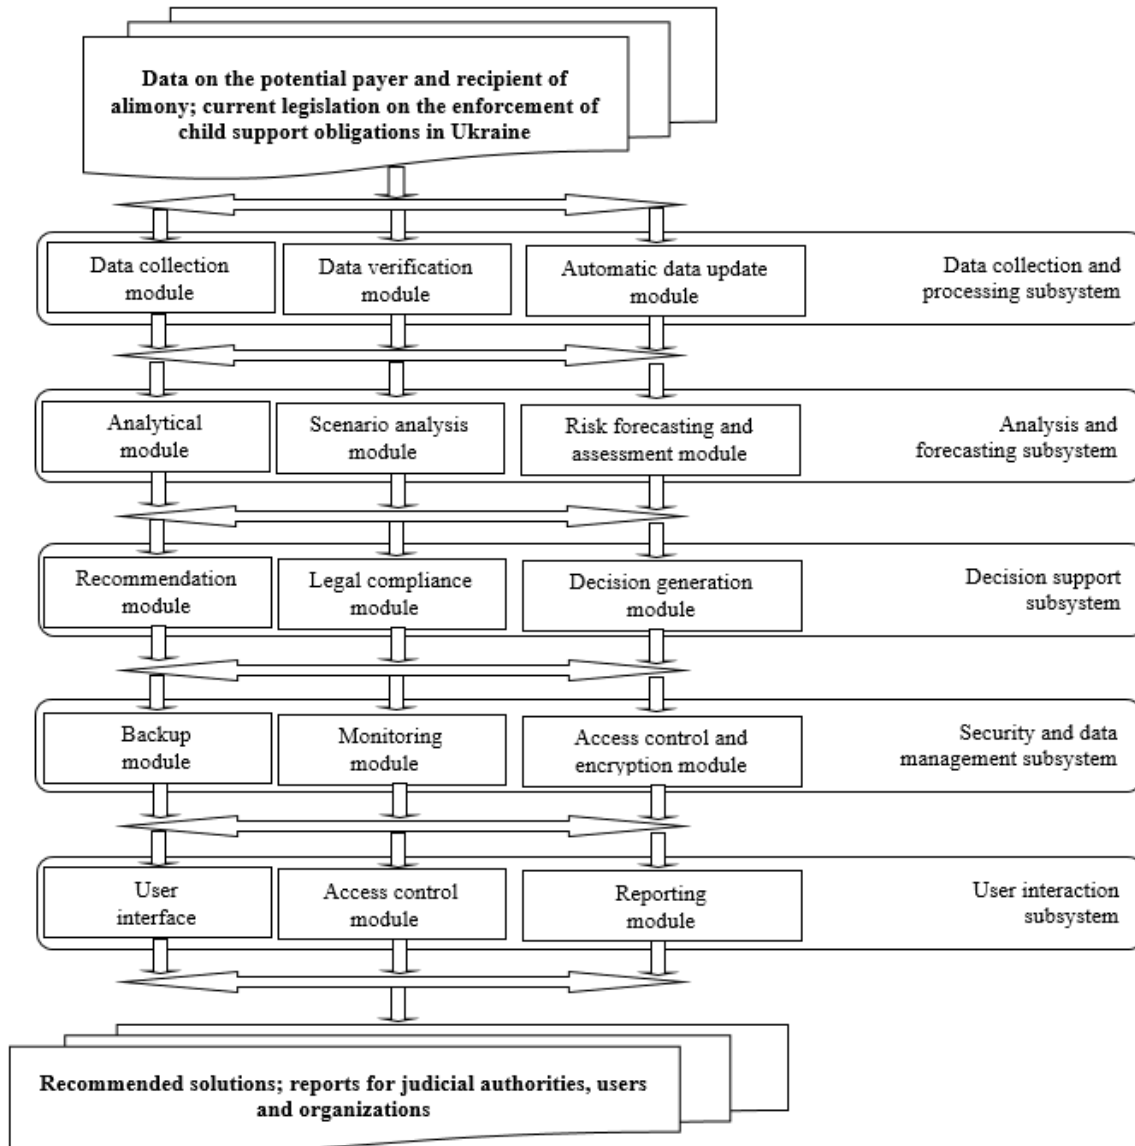 Data on the potential payer and recipient of
alimony; current legislation on the enforcement of
child support obligations in Ukraine
Data collection
module
Data verification
module
Automatic data update
module
Data collection and
processing subsystem
Analytical
module
Scenario analysis
module
Risk forecasting and
assessment module
Analysis and
forecasting subsystem
Recommendation
module
Legal compliance
module
Decision generation
module
Decision support
subsystem
Backup
module
Monitoring
module
Access control and
encryption module
Security and data
management subsystem
User
interface
Access control
module
Reporting
module
User interaction
subsystem
Recommended solutions; reports for judicial authorities, users
and organizations